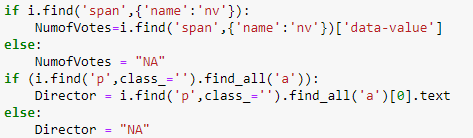 if i.find('span',{'name':'nv'}):
    NumofVotes=i.find('span',{'name':'nv'})['data-value']
else:
    NumofVotes = "NA"
if (i.find('p',class_='').find_all('a')):
    Director = i.find('p',class_='').find_all('a')[0].text
else:
    Director = "NA"